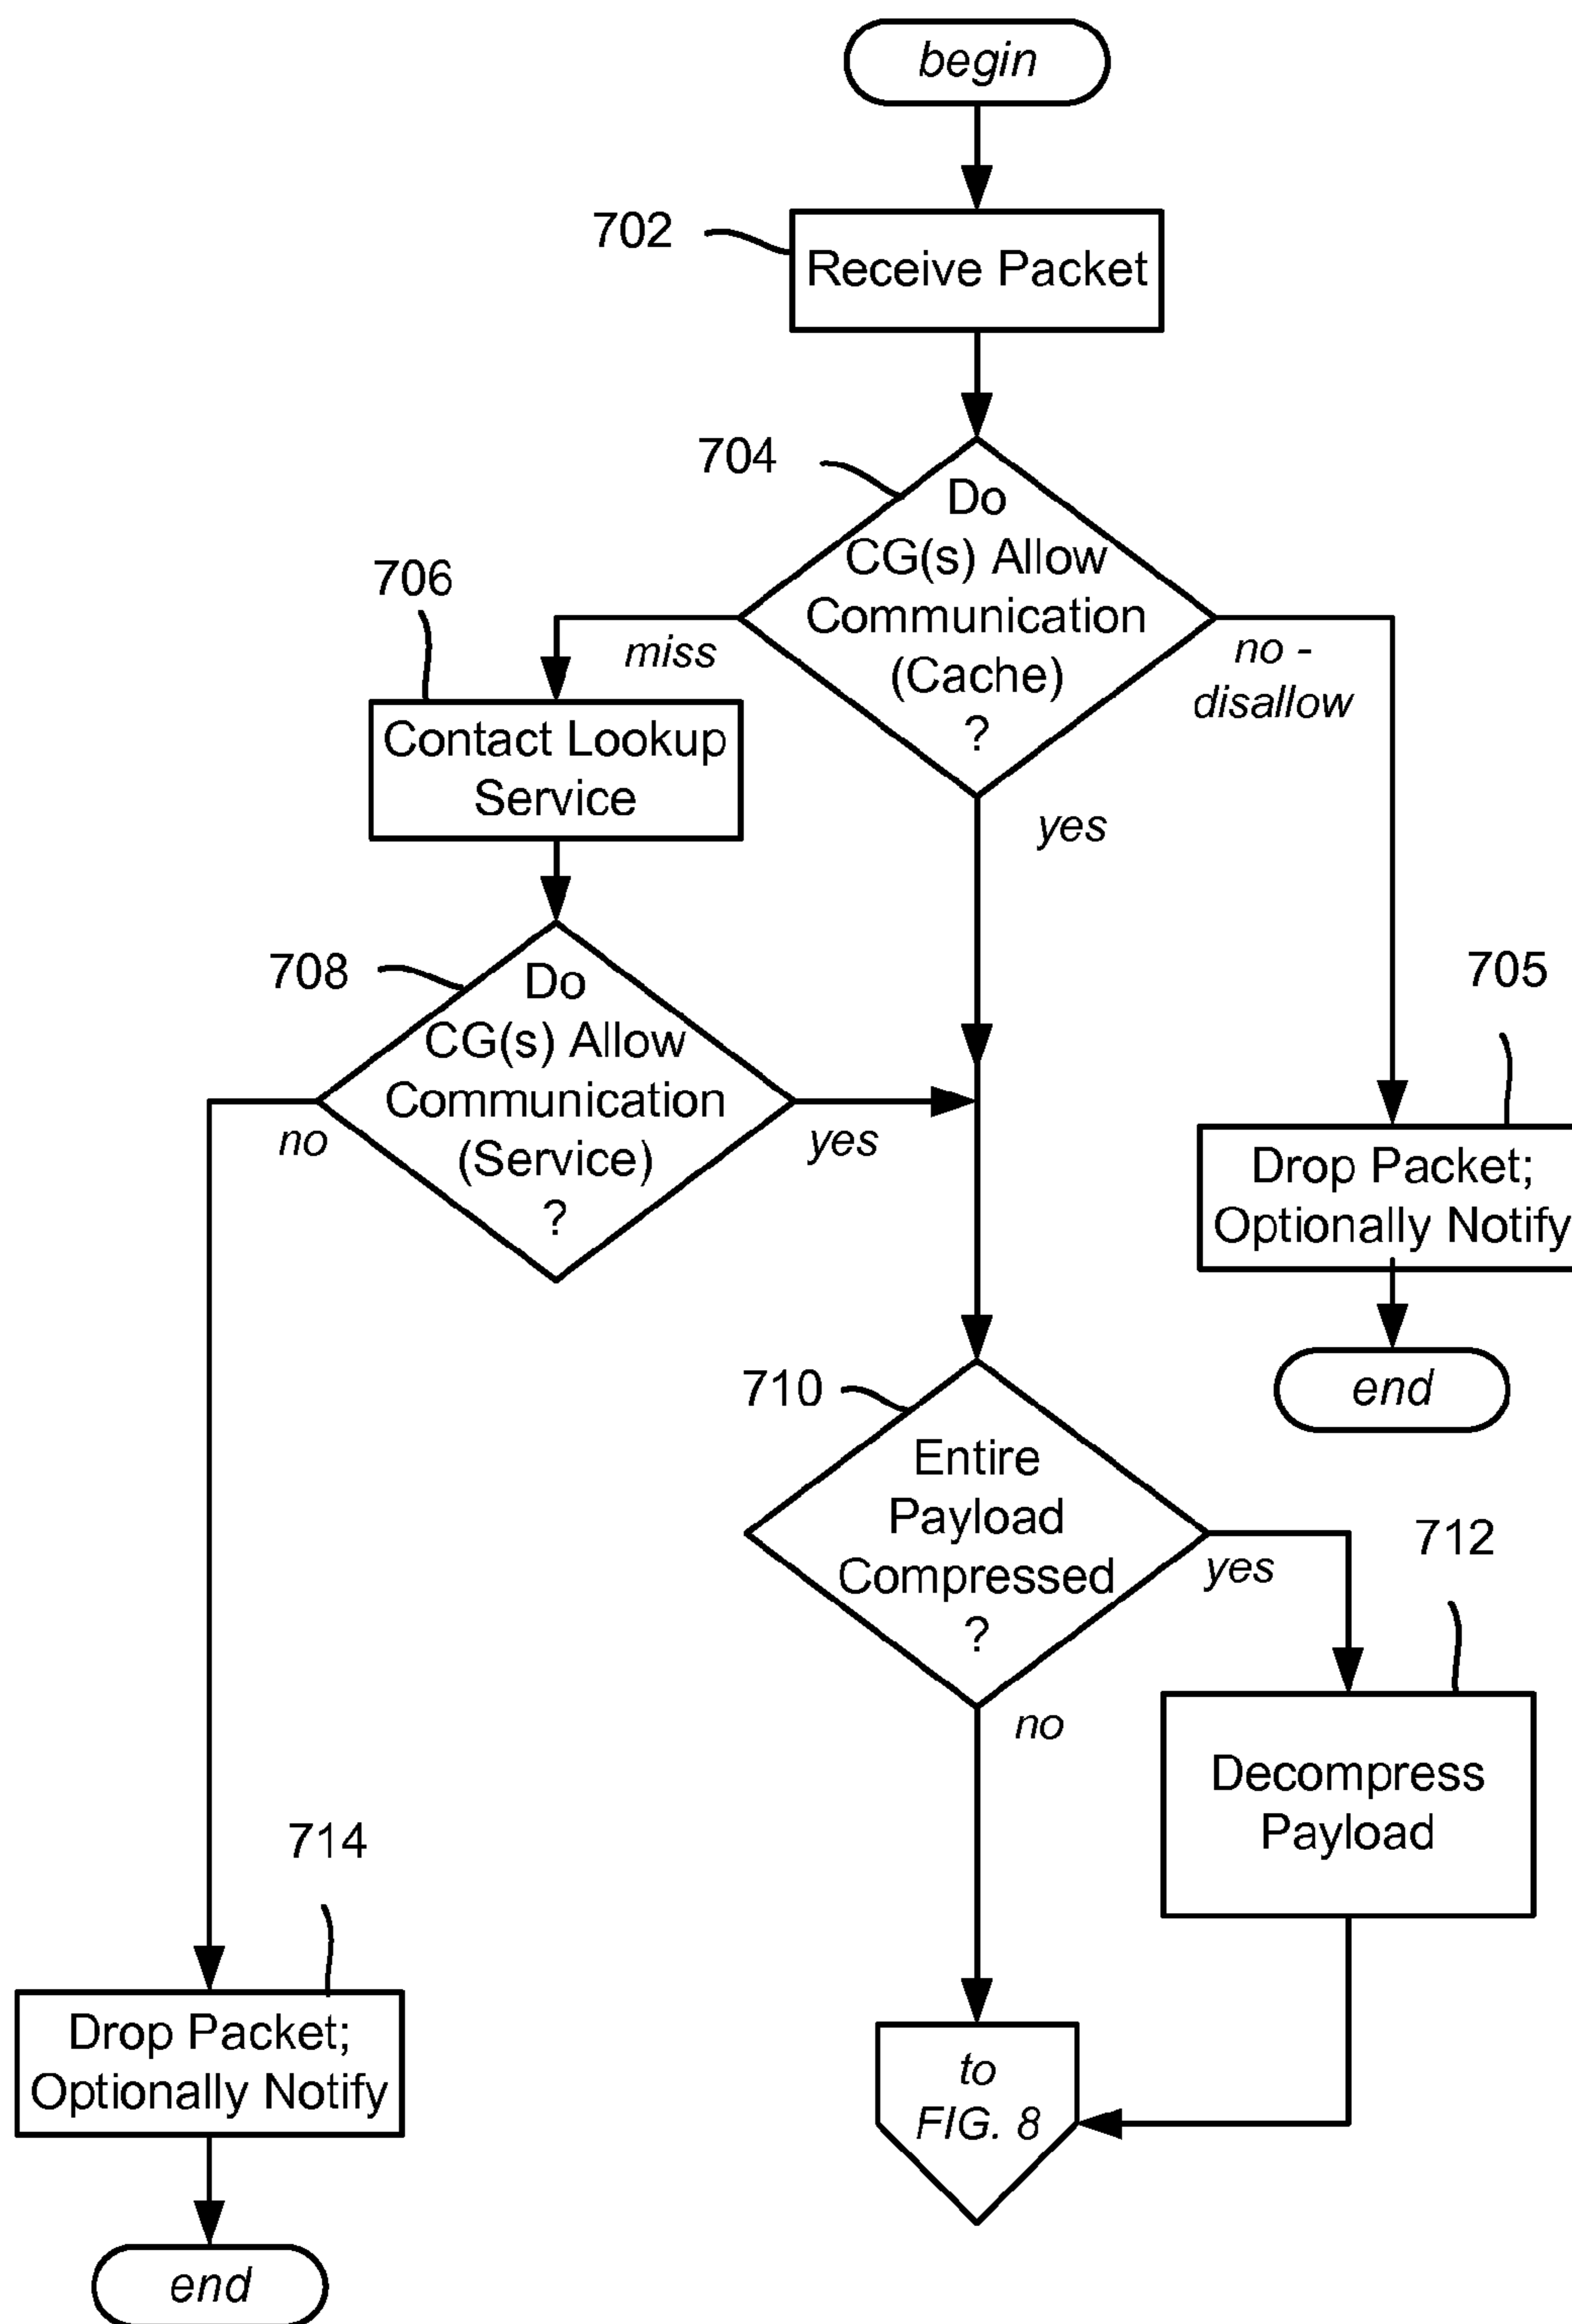 begin
702
Receive Packet
704
Do
CG(s) Allow
Communication
(Cache)
?
miss
no -
disallow
yes
706
Contact Lookup
Service
708
Do
CG(s) Allow
Communication
(Service)
?
no
yes
705
Drop Packet;
Optionally Notify
end
710
Entire
Payload
Compressed
?
yes
no
712
Decompress
Payload
714
Drop Packet;
Optionally Notify
end
to
FIG. 8